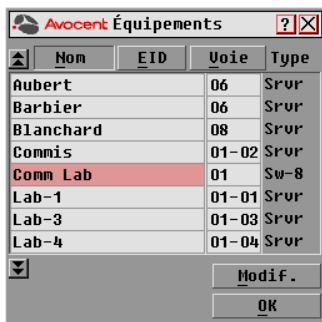 Avocent Équipements ? X
Nom EID Voie Type
Aubert 06 Srvr
Barbier 06 Srvr
Blanchard 08 Srvr
Commis 01-02 Srvr
Comm Lab 01 Sw-8
Lab-1 01-01 Srvr
Lab-3 01-03 Srvr
Lab-4 01-04 Srvr
Modif.
OK